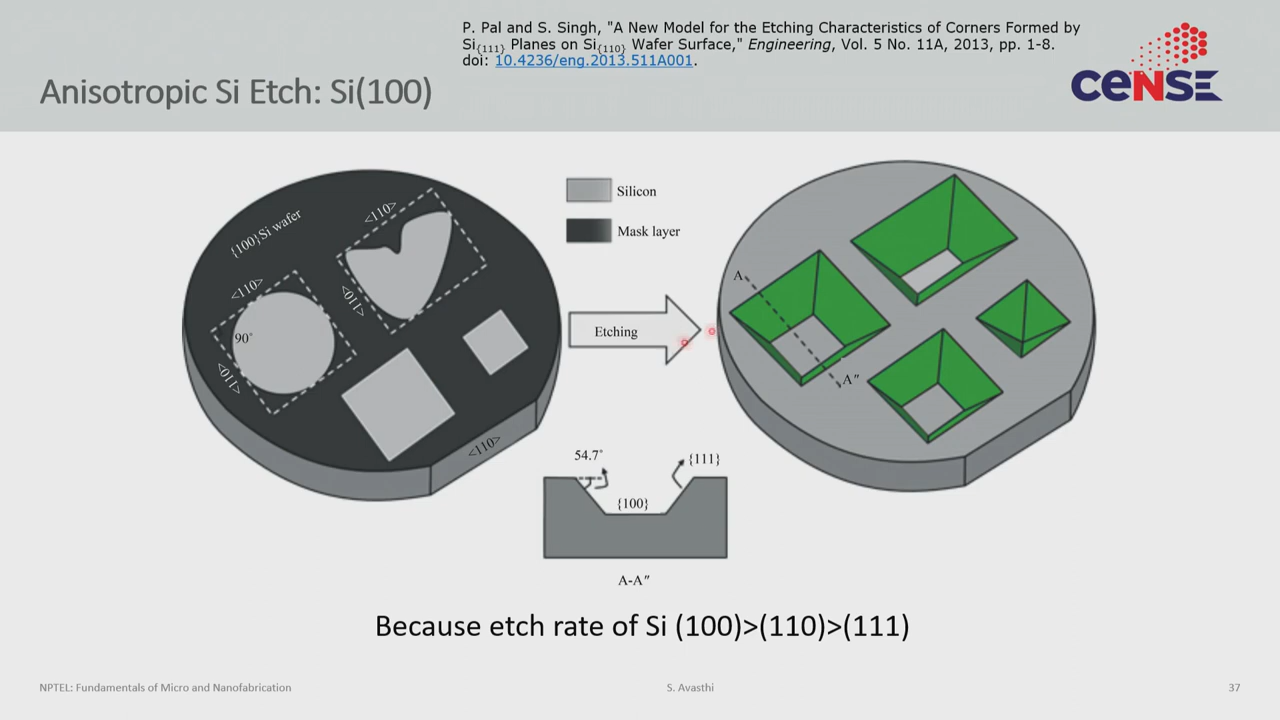 P. Pal and S. Singh, "A New Model for the Etching Characteristics of Corners Formed by
Si{111} Planes on Si{110} Wafer Surface," Engineering, Vol. 5 No. 11A, 2013, pp. 1-8.
doi: 10.4236/eng.2013.511A001.
CeNSE
Anisotropic Si Etch: Si(100)
{100}Si wafer
<110>
<110>
<110>
90°
<110>
<110>
Silicon
Mask layer
Etching
A
A″
54.7°
{111}
{100}
A-A″
Because etch rate of Si (100)>(110)>(111)
NPTEL: Fundamentals of Micro and Nanofabrication
S. Avasthi
37